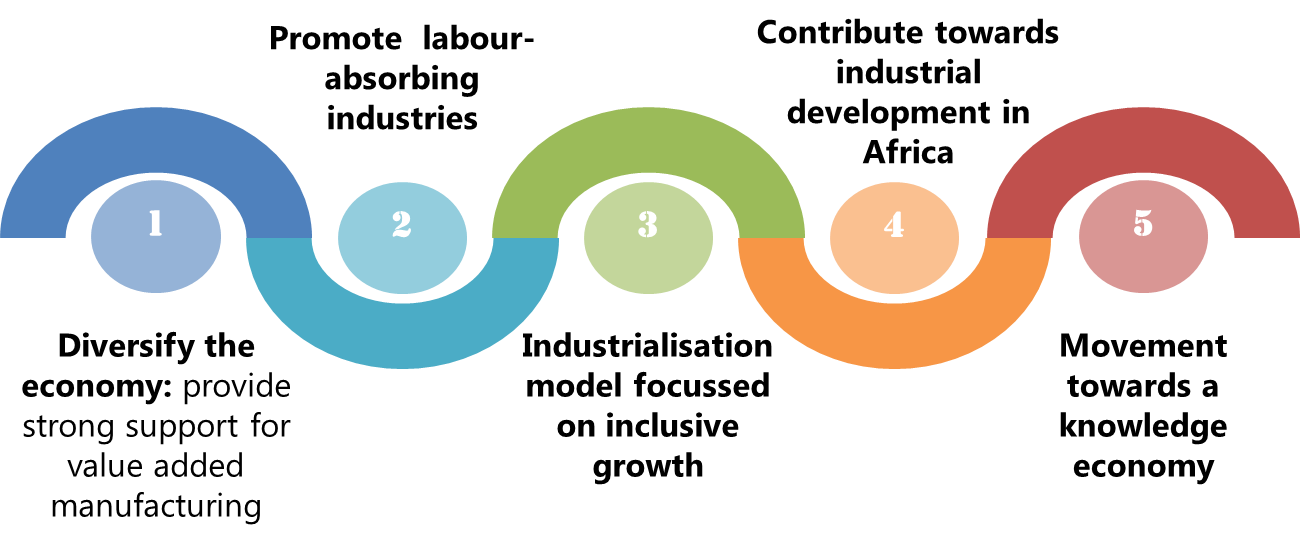 1
Diversify the
economy: provide
strong support for
value added
manufacturing
2
Promote labour-
absorbing
industries
3
Industrialisation
model focussed
on inclusive
growth
4
Contribute towards
industrial
development in
Africa
5
Movement
towards a
knowledge
economy